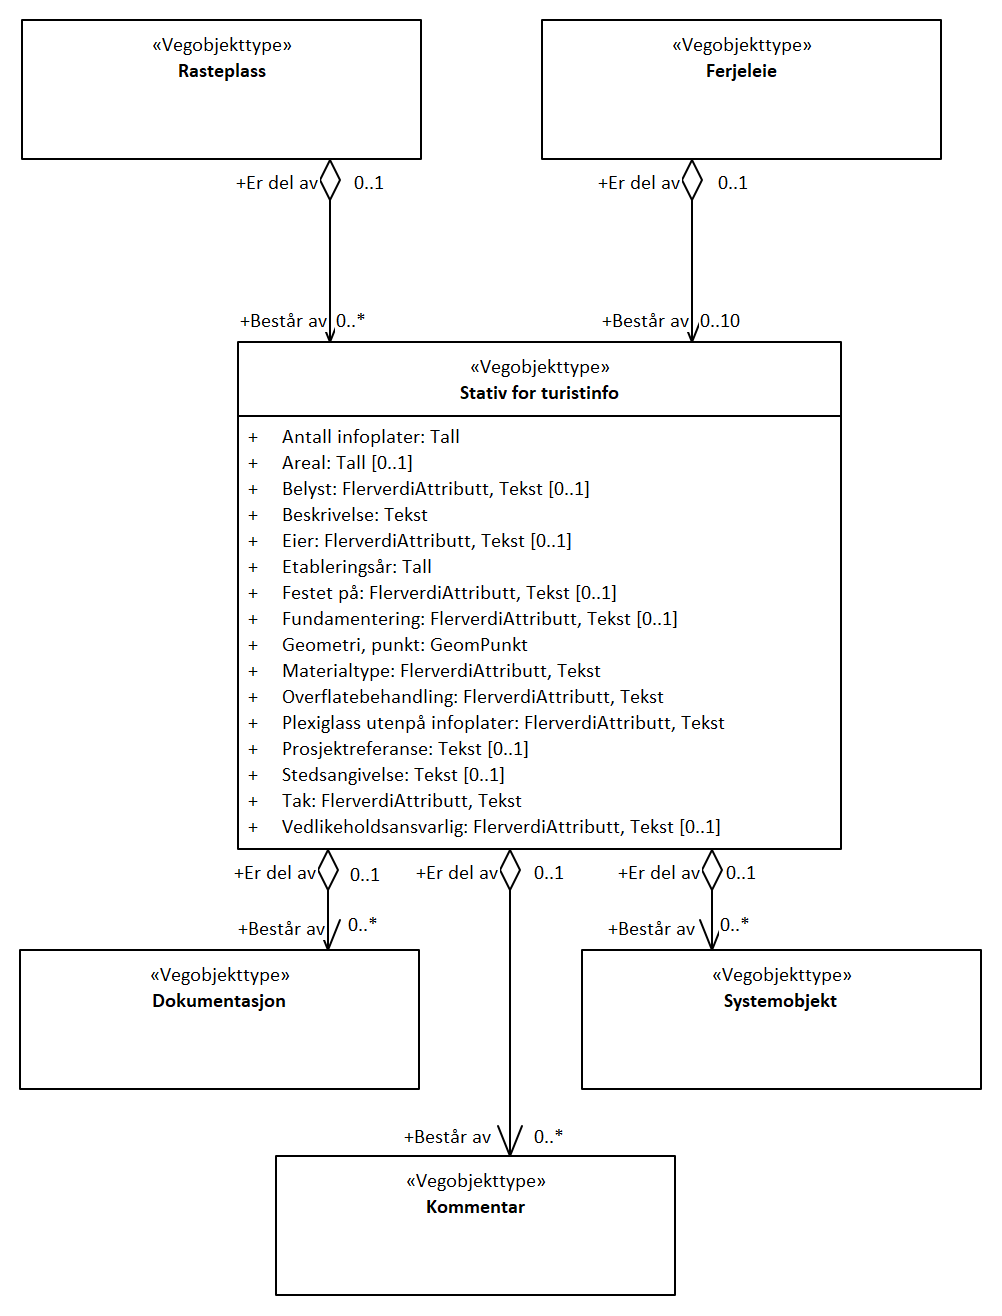 «Vegobjekttype»
Rasteplass
«Vegobjekttype»
Ferjeleie
+Er del av
0..1
+Er del av
0..1
+Består av
0..*
+Består av
0..10
«Vegobjekttype»
Stativ for turistinfo
+ Antall infoplater: Tall
+ Areal: Tall [0..1]
+ Belyst: FlerverdiAttributt, Tekst [0..1]
+ Beskrivelse: Tekst
+ Eier: FlerverdiAttributt, Tekst [0..1]
+ Etableringsår: Tall
+ Festet på: FlerverdiAttributt, Tekst [0..1]
+ Fundamentering: FlerverdiAttributt, Tekst [0..1]
+ Geometri, punkt: GeomPunkt
+ Materialtype: FlerverdiAttributt, Tekst
+ Overflatebehandling: FlerverdiAttributt, Tekst
+ Plexiglass utenpå infoplater: FlerverdiAttributt, Tekst
+ Prosjektreferanse: Tekst [0..1]
+ Stedsangivelse: Tekst [0..1]
+ Tak: FlerverdiAttributt, Tekst
+ Vedlikeholdsansvarlig: FlerverdiAttributt, Tekst [0..1]
+Er del av
0..1
+Er del av
0..1
+Er del av
0..1
+Består av
0..*
+Består av
0..*
«Vegobjekttype»
Dokumentasjon
«Vegobjekttype»
Systemobjekt
+Består av
0..*
«Vegobjekttype»
Kommentar